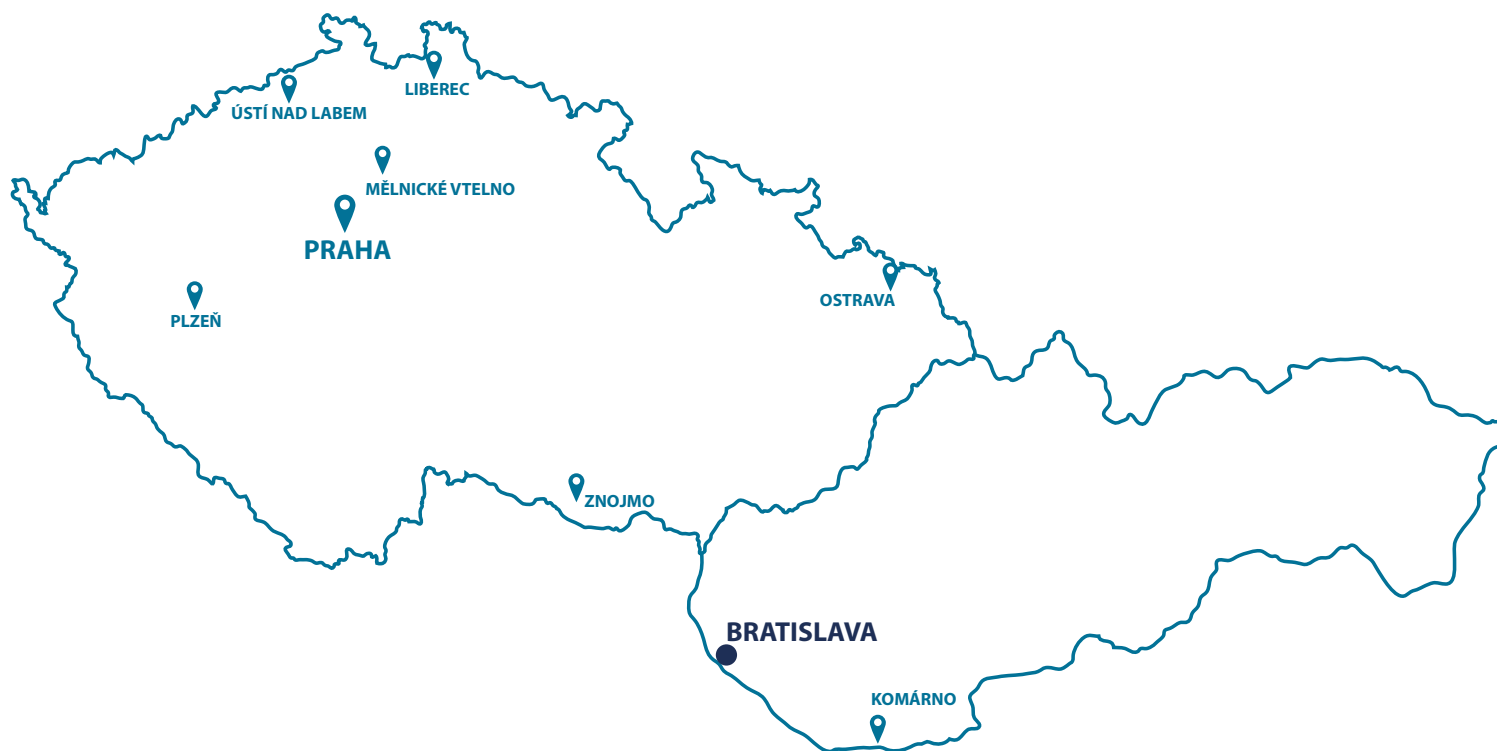 LIBEREC
ÚSTÍ NAD LABEM
MĚLNICKÉ VTELNO
PRAHA
OSTRAVA
PLZEŇ
ZNOJMO
BRATISLAVA
KOMÁRNO